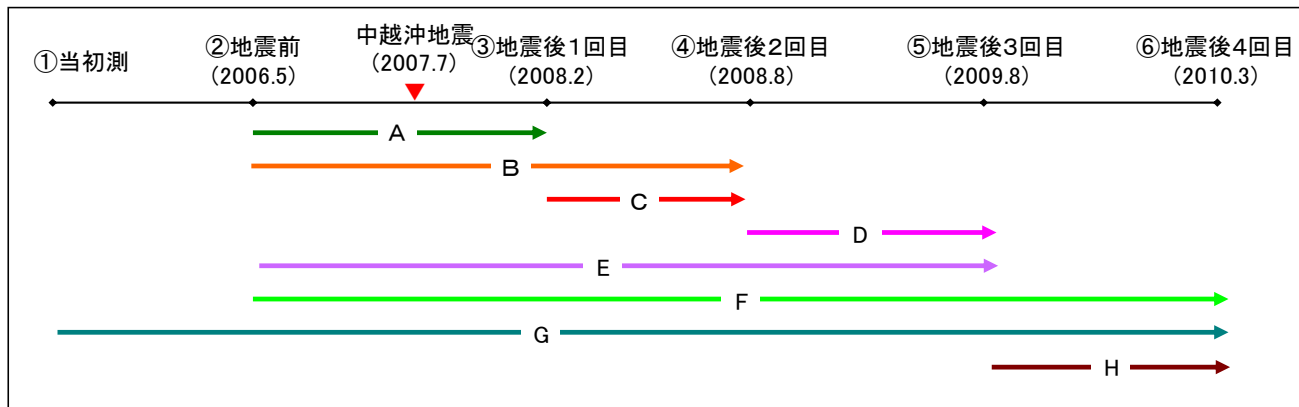 ①当初測
②地震前
(2006.5)
中越沖地震
(2007.7)
③地震後1回目
(2008.2)
④地震後2回目
(2008.8)
⑤地震後3回目
(2009.8)
⑥地震後4回目
(2010.3)
A
B
C
D
E
F
G
H